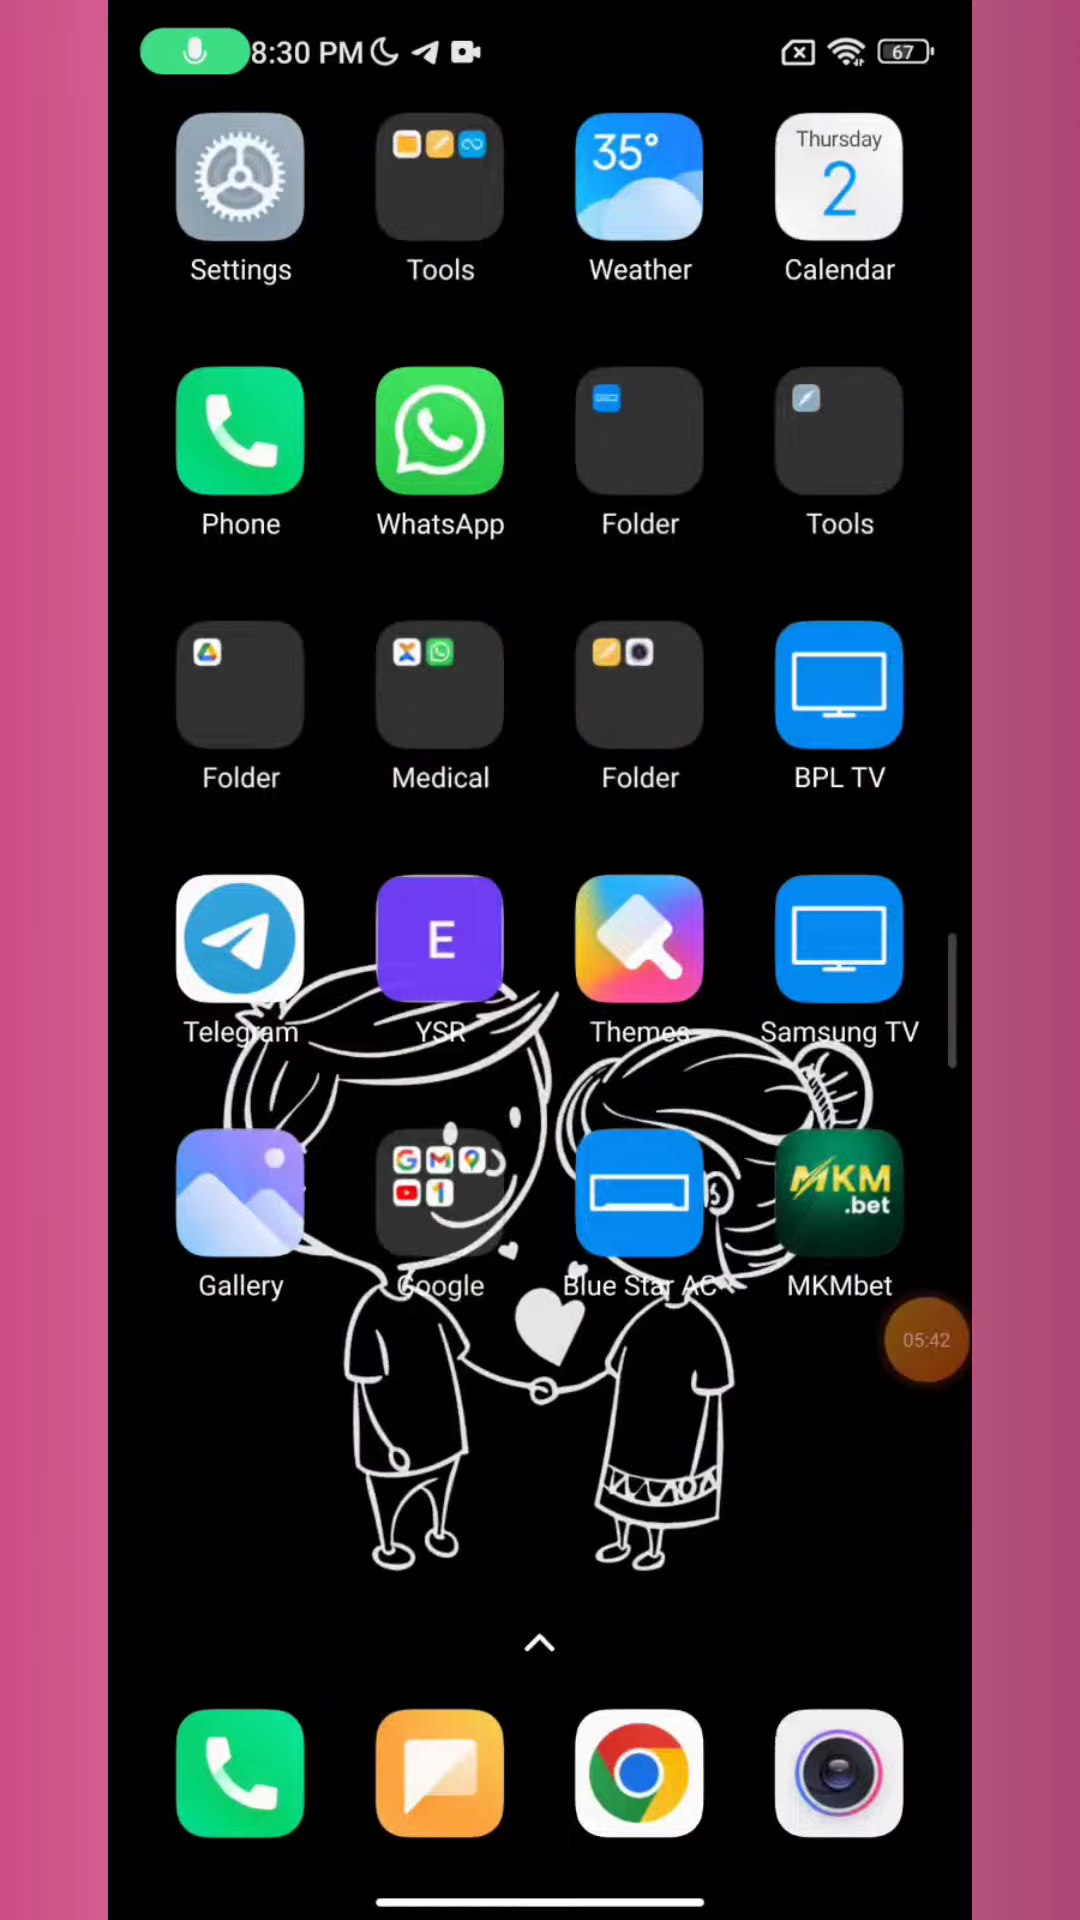 8:30 PM 67
35° Thursday
2
Settings Tools Weather Calendar
Phone WhatsApp Folder Tools
Folder Medical Folder BPL TV
E
Telegram YSR Themes Samsung TV
MKM
.bet
Gallery Google Blue Star AC MKMbet
05:42